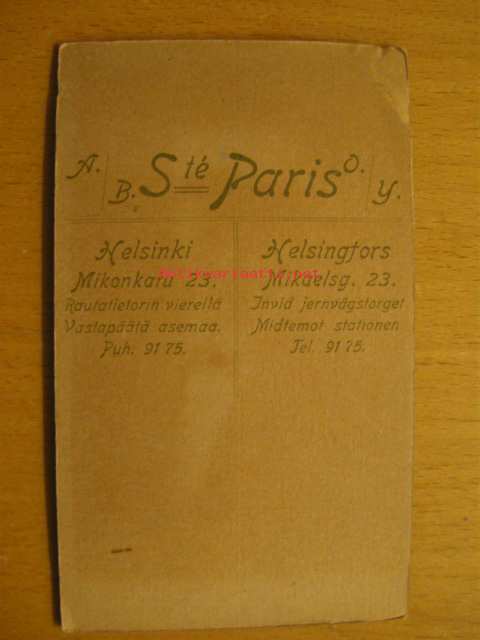 A./B. Sté Paris O./Y.
Helsinki
Mikonkatu 23.
Rautatietorin vierellä
Vastapäätä asemaa.
Puh. 91 75.
Helsingfors
Mikaelsg. 23.
Invid jernvägstorget
Midtemot stationen
Tel. 91 75.